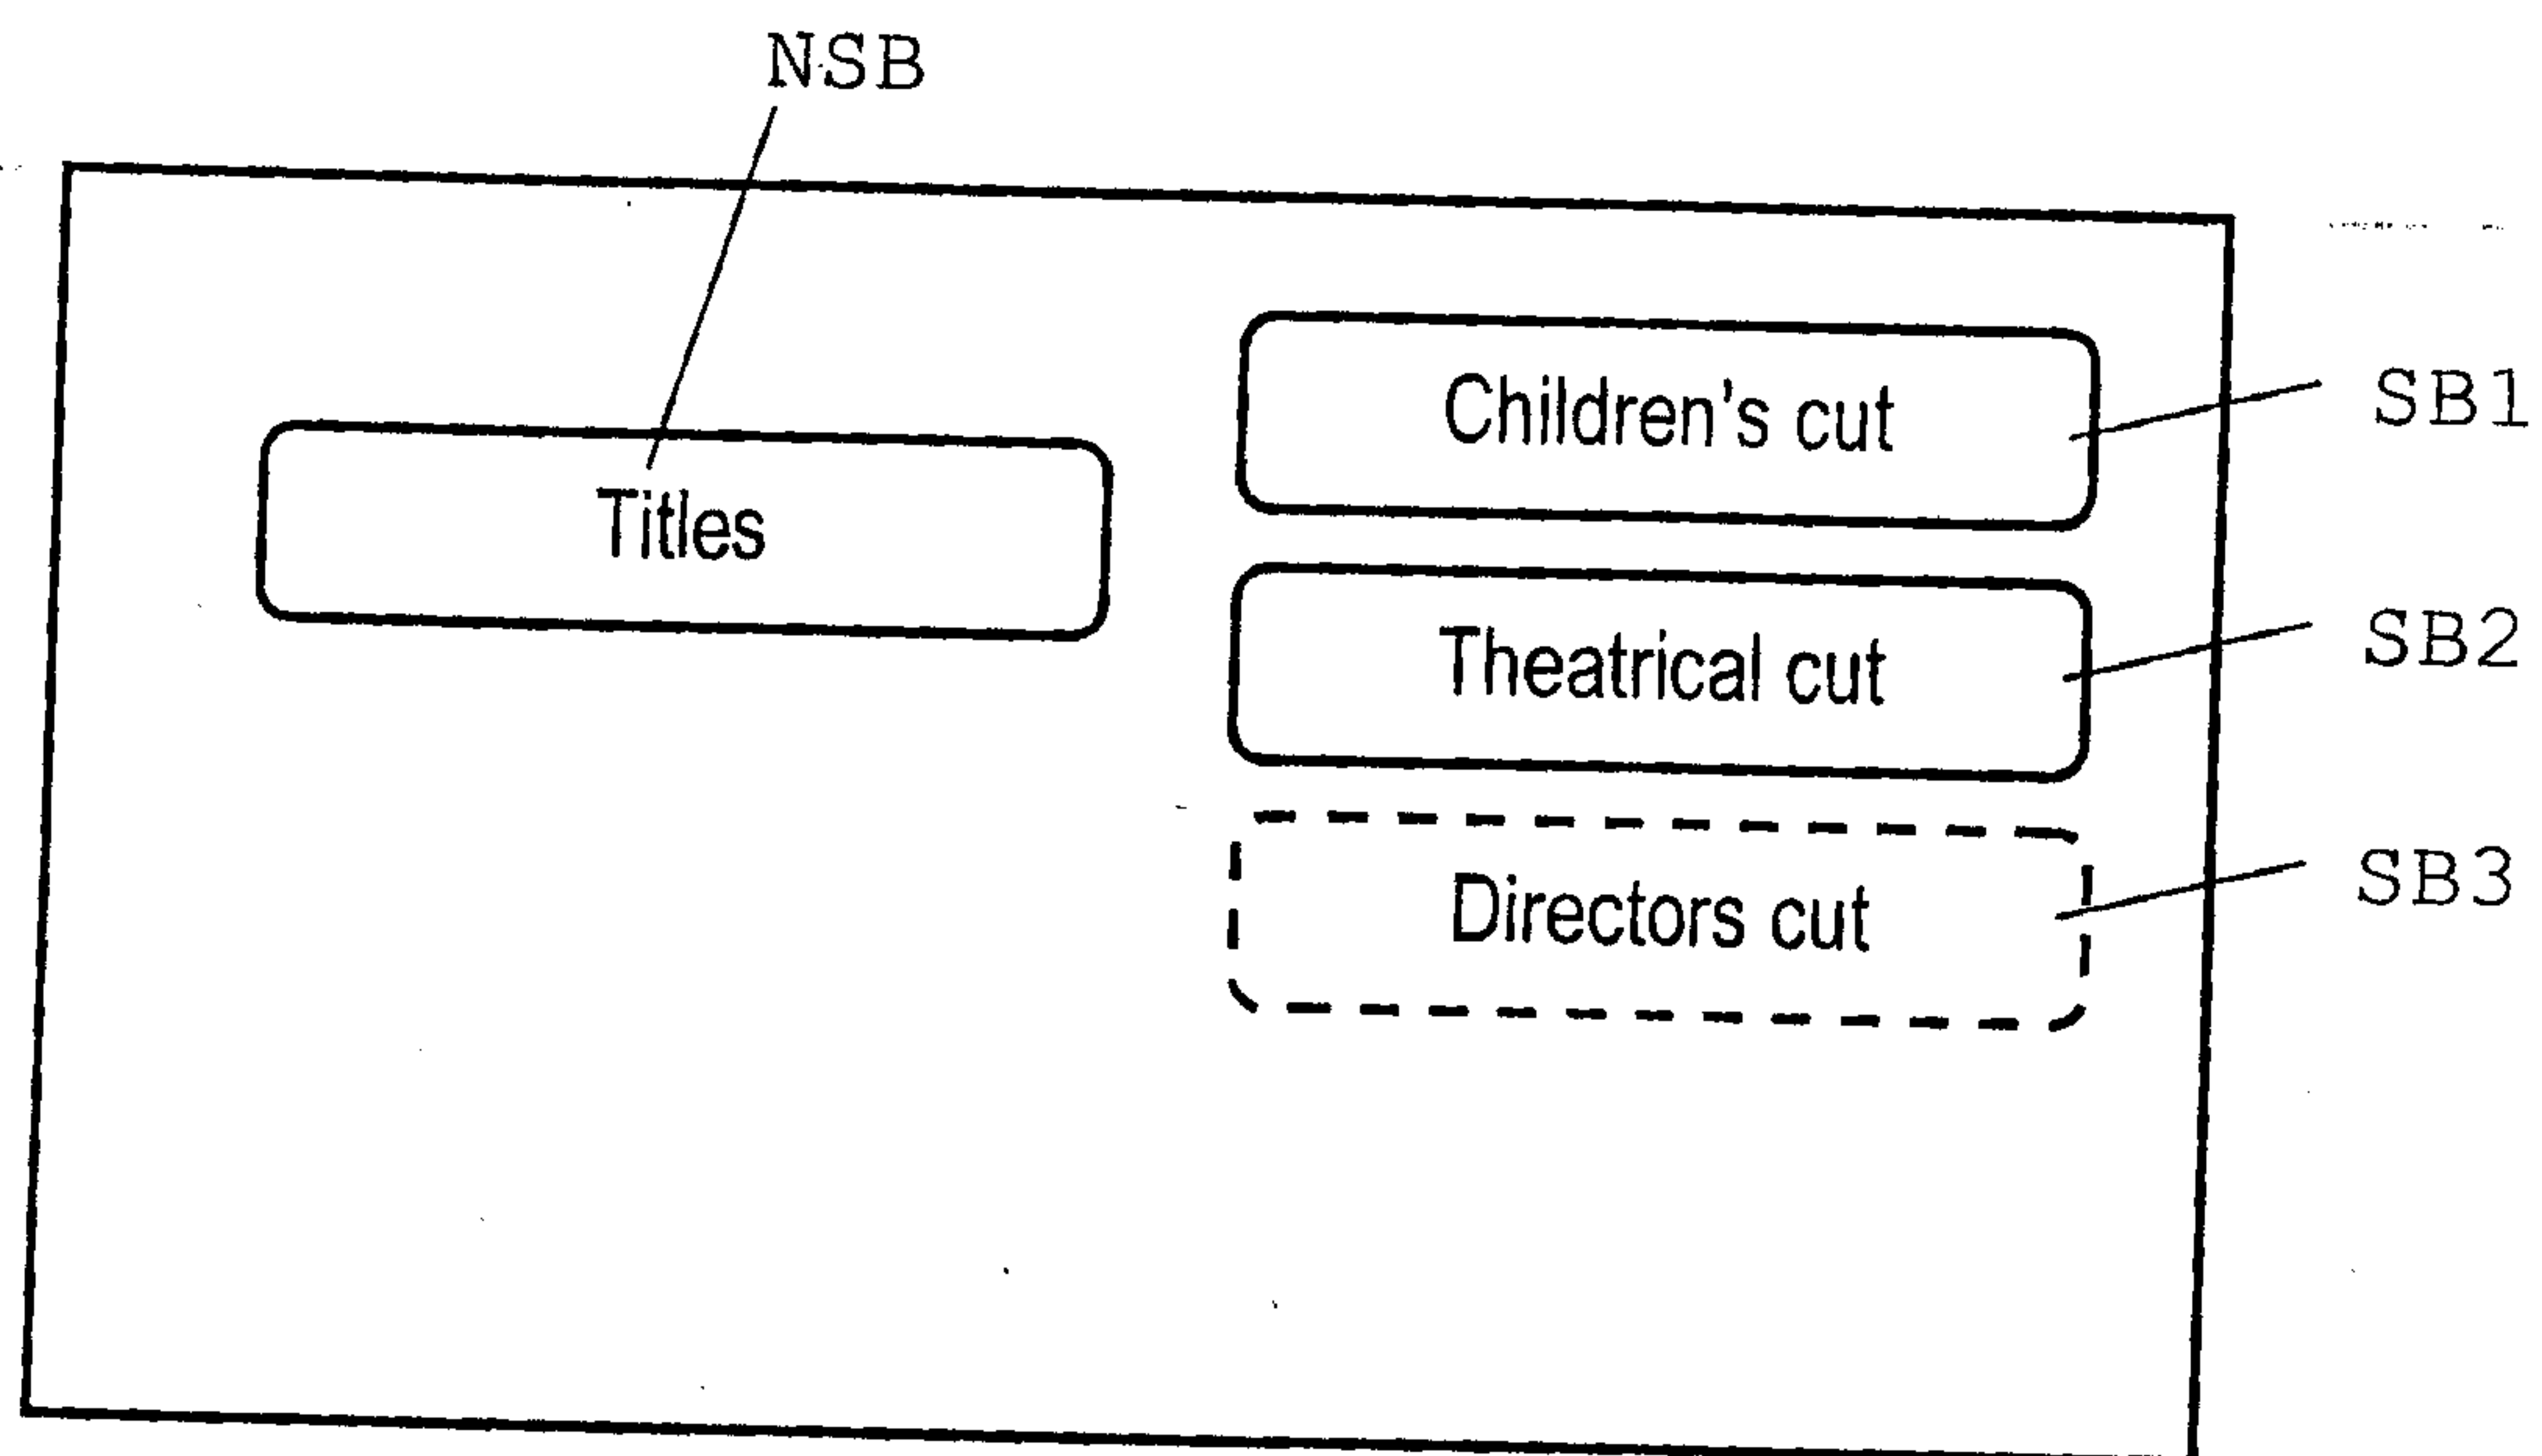 NSB
Children's cut
SB1
Titles
Theatrical cut
SB2
Directors cut
SB3